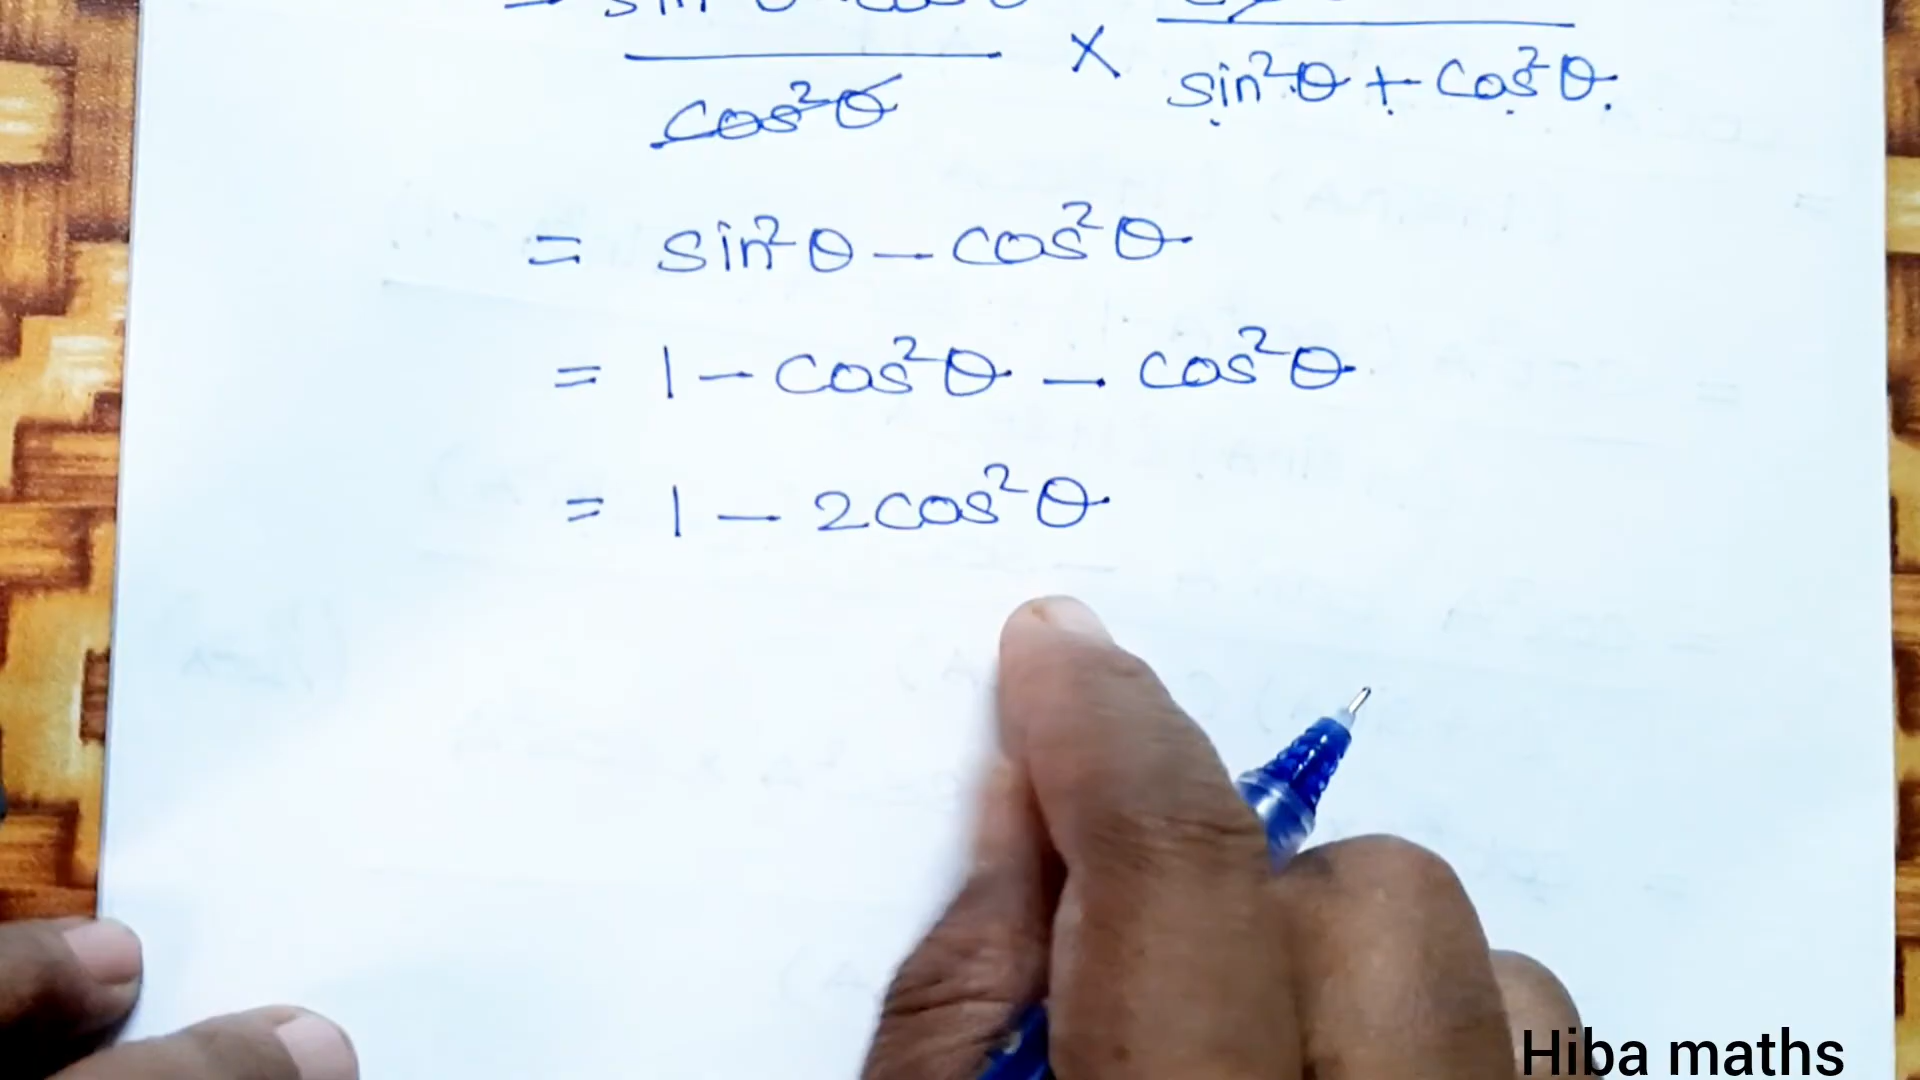 cos²θ × sin²θ + cos²θ
= sin²θ - cos²θ
= 1 - cos²θ - cos²θ
= 1 - 2cos²θ
Hiba maths